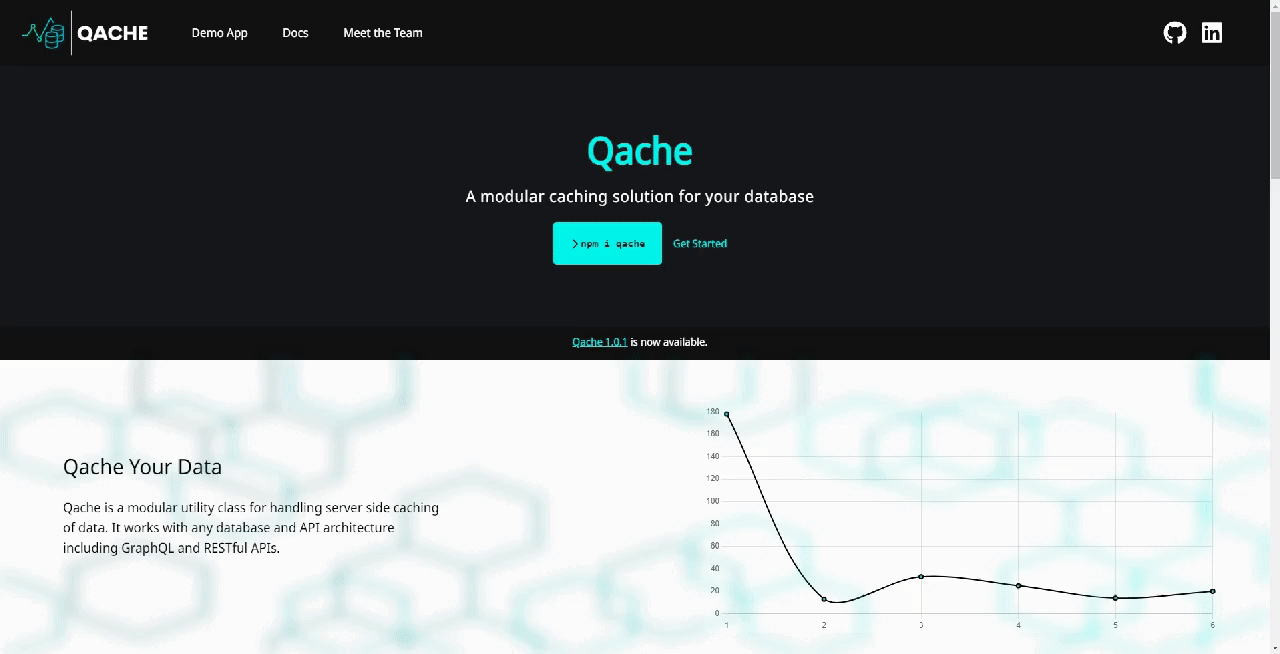 QACHE Demo App Docs Meet the Team
Qache
A modular caching solution for your database
npm i qache Get Started
Qache 1.0.1 is now available.
Qache Your Data
Qache is a modular utility class for handling server side caching
of data. It works with any database and API architecture
including GraphQL and RESTful APIs.
180
160
140
120
100
80
60
40
20
0
1 2 3 4 5 6